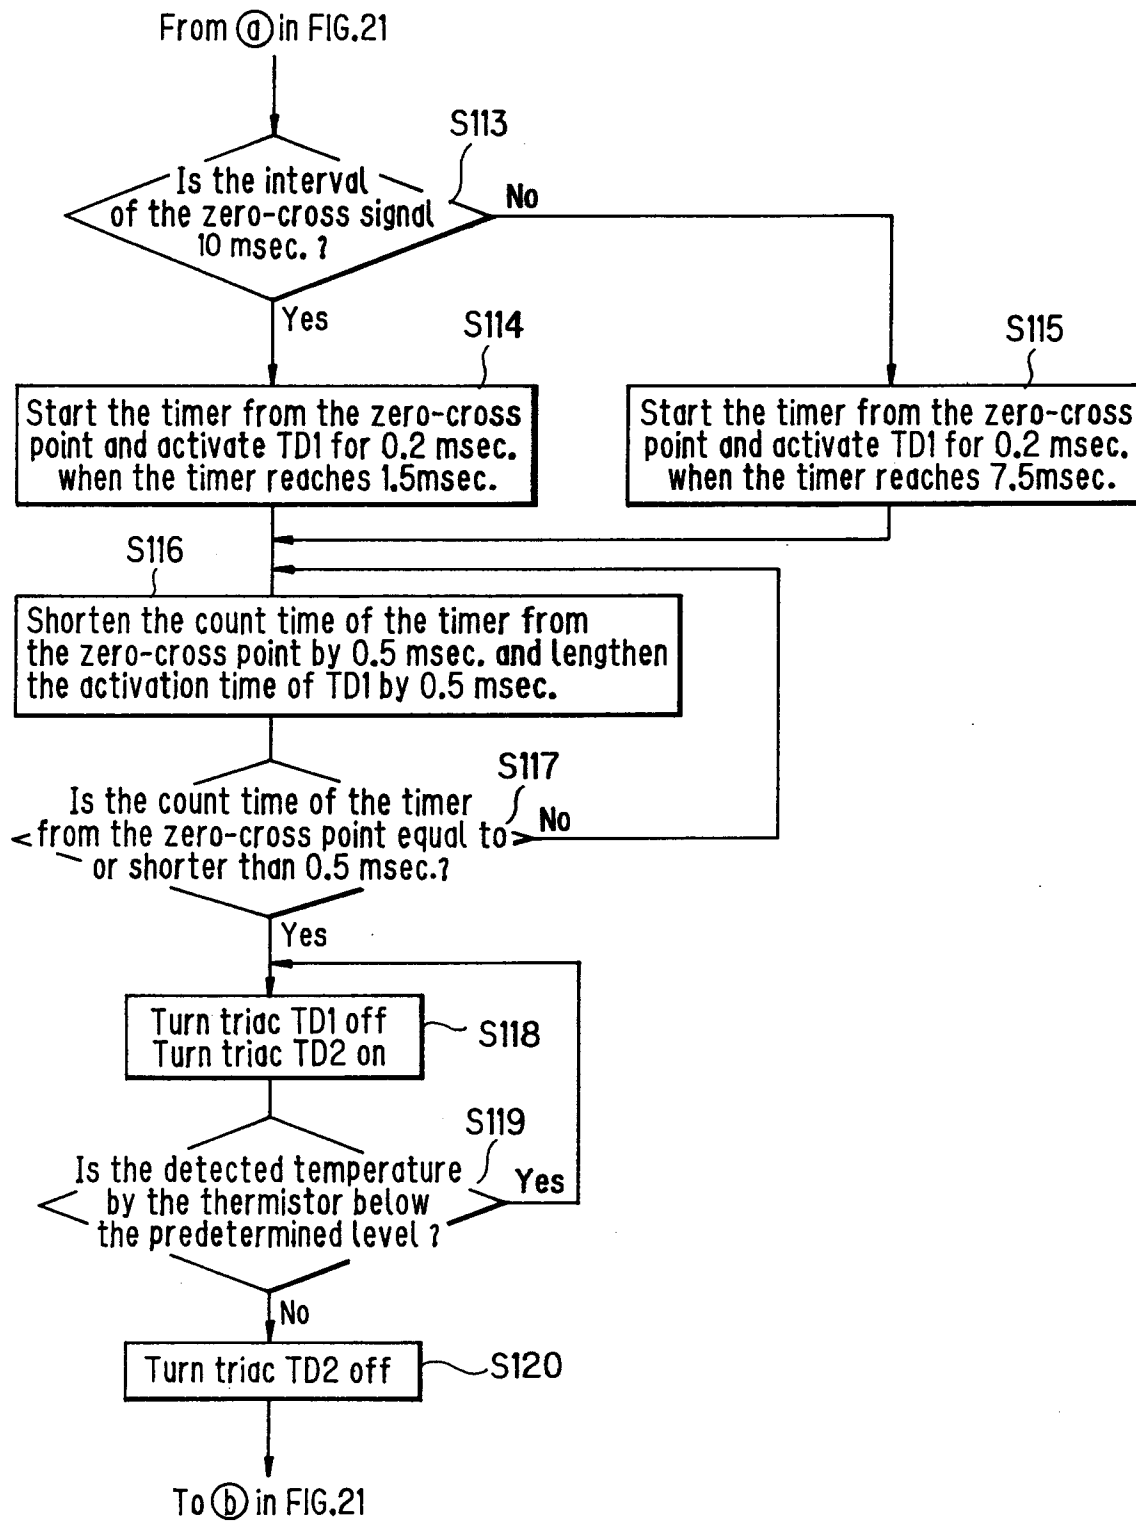 From ⓐ in FIG.21
S113
Is the interval
of the zero-cross signal
10 msec. ?
No
Yes
S114
S115
Start the timer from the zero-cross
point and activate TD1 for 0.2 msec.
when the timer reaches 1.5msec.
Start the timer from the zero-cross
point and activate TD1 for 0.2 msec.
when the timer reaches 7.5msec.
S116
Shorten the count time of the timer from
the zero-cross point by 0.5 msec. and lengthen
the activation time of TD1 by 0.5 msec.
S117
Is the count time of the timer
from the zero-cross point equal to
or shorter than 0.5 msec.?
No
Yes
Turn triac TD1 off
Turn triac TD2 on
S118
S119
Is the detected temperature
by the thermistor below
the predetermined level ?
Yes
No
Turn triac TD2 off
S120
To ⓑ in FIG.21